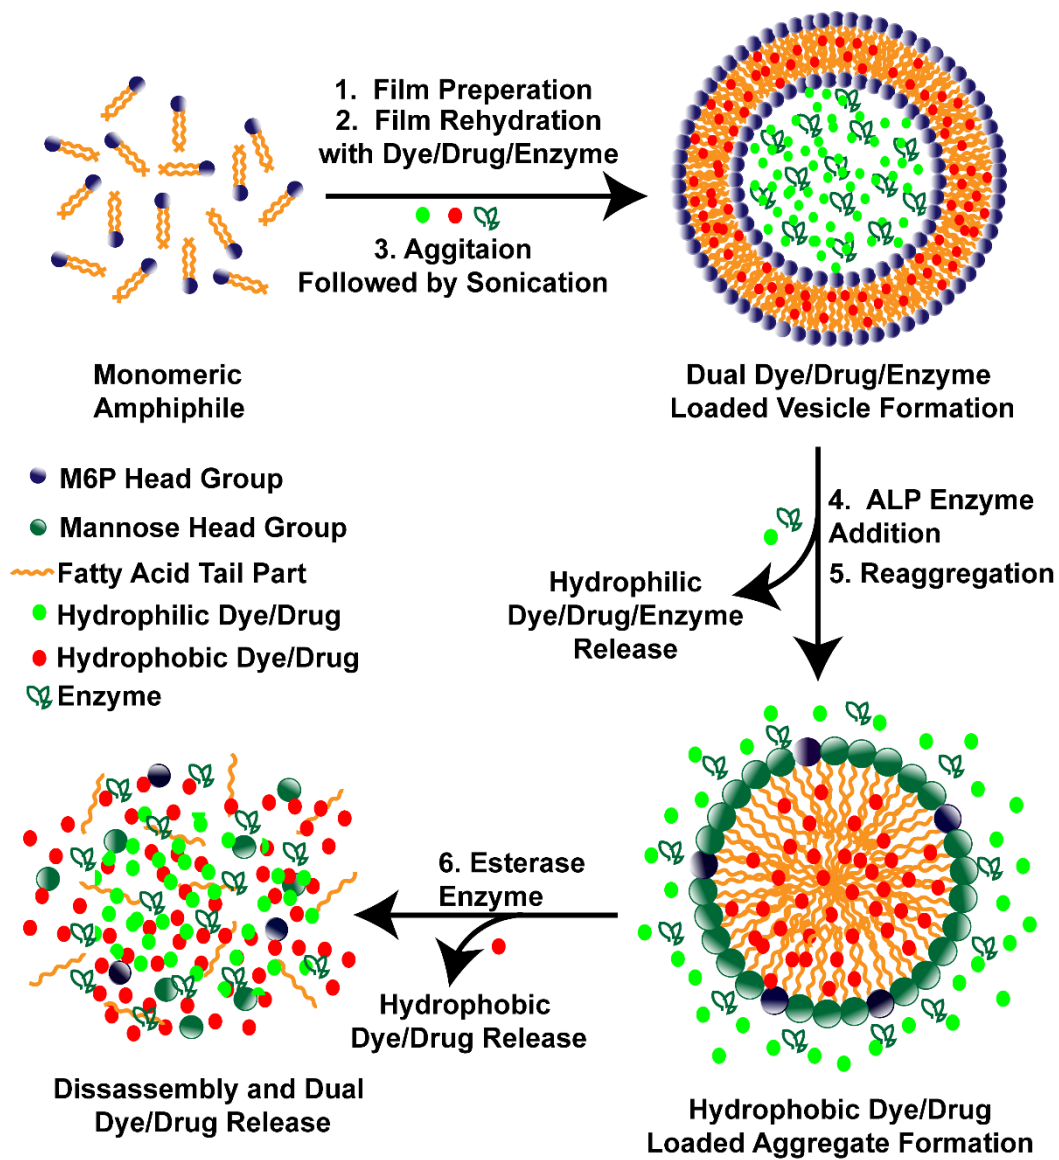 1.  Film Preperation
2.  Film Rehydration
with Dye/Drug/Enzyme
3. Aggitaion
Followed by Sonication
Monomeric
Amphiphile
Dual Dye/Drug/Enzyme
Loaded Vesicle Formation
M6P Head Group
Mannose Head Group
Fatty Acid Tail Part
Hydrophilic Dye/Drug
Hydrophobic Dye/Drug
Enzyme
4.  ALP Enzyme
Addition
5. Reaggregation
Hydrophilic
Dye/Drug/Enzyme
Release
6. Esterase
Enzyme
Hydrophobic
Dye/Drug Release
Dissassembly and Dual
Dye/Drug Release
Hydrophobic Dye/Drug
Loaded Aggregate Formation